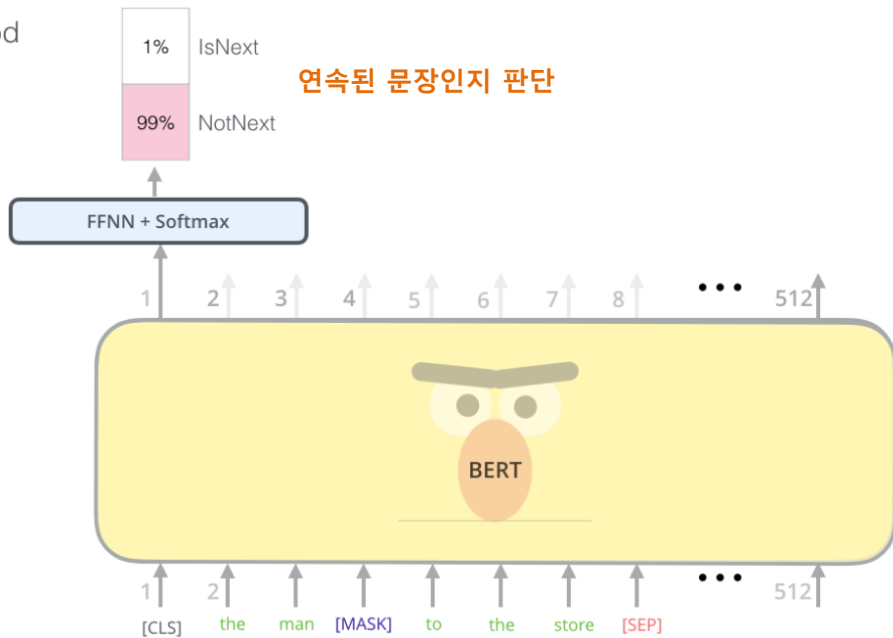 1% IsNext
연속된 문장인지 판단
99% NotNext
FFNN + Softmax
1 2 3 4 5 6 7 8 ••• 512
BERT
1 2 ••• 512
[CLS] the man [MASK] to the store [SEP]